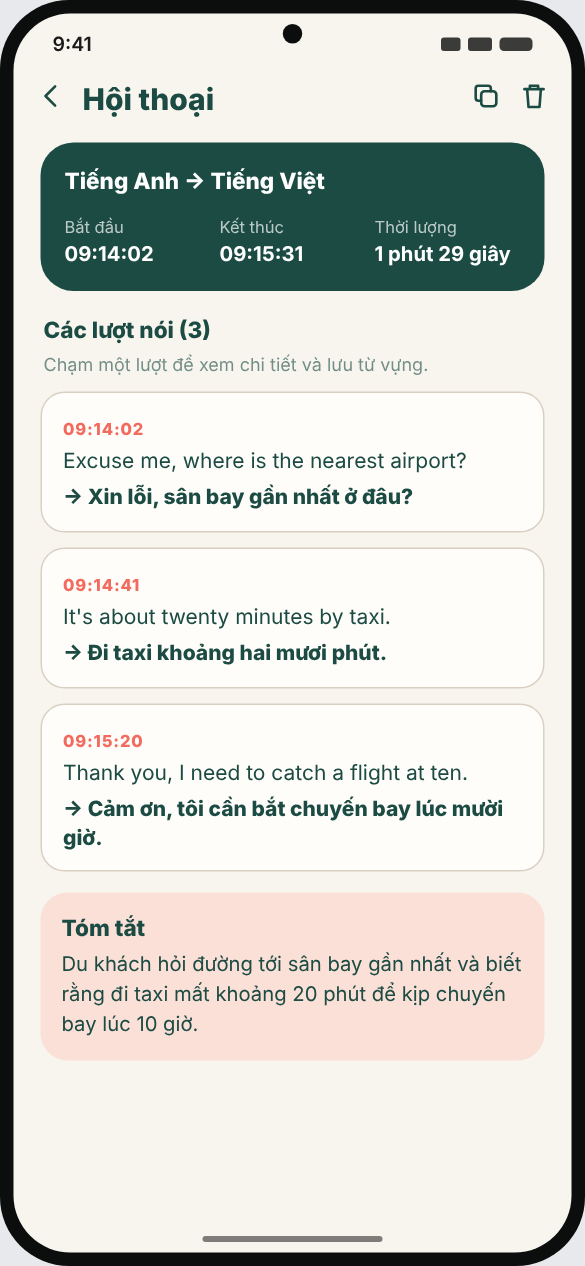 9:41
Hội thoại
Tiếng Anh → Tiếng Việt
Bắt đầu
09:14:02
Kết thúc
09:15:31
Thời lượng
1 phút 29 giây
Các lượt nói (3)
Chạm một lượt để xem chi tiết và lưu từ vựng.
09:14:02
Excuse me, where is the nearest airport?
→ Xin lỗi, sân bay gần nhất ở đâu?
09:14:41
It's about twenty minutes by taxi.
→ Đi taxi khoảng hai mươi phút.
09:15:20
Thank you, I need to catch a flight at ten.
→ Cảm ơn, tôi cần bắt chuyến bay lúc mười
giờ.
Tóm tắt
Du khách hỏi đường tới sân bay gần nhất và biết
rằng đi taxi mất khoảng 20 phút để kịp chuyến
bay lúc 10 giờ.